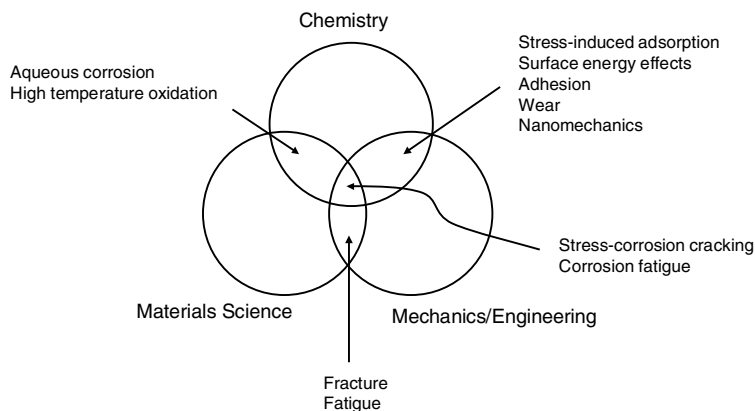 Chemistry
Aqueous corrosion
High temperature oxidation
Stress-induced adsorption
Surface energy effects
Adhesion
Wear
Nanomechanics
Stress-corrosion cracking
Corrosion fatigue
Materials Science
Mechanics/Engineering
Fracture
Fatigue